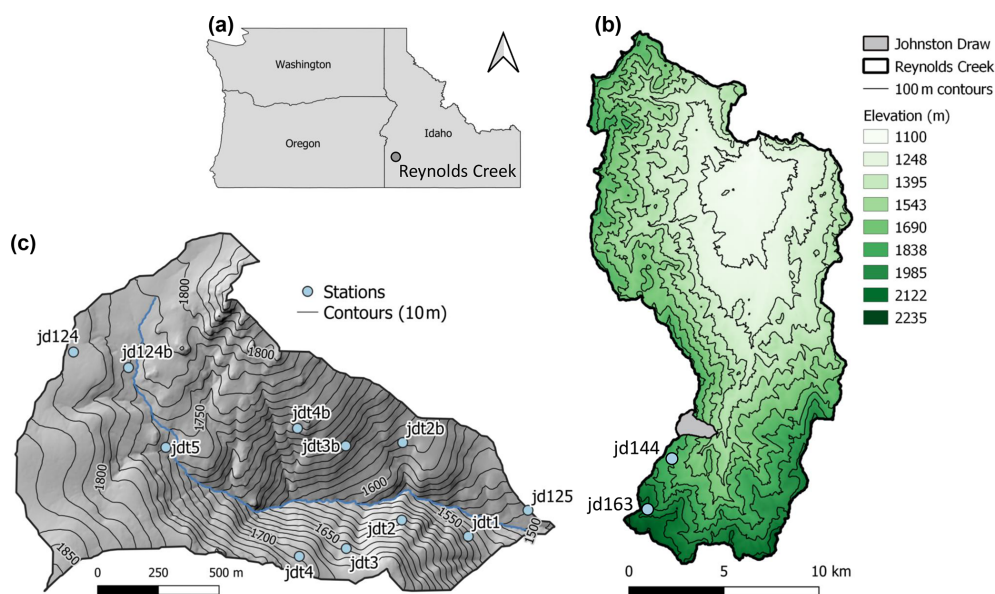 (a)
Washington
Oregon
Idaho
Reynolds Creek
(b)
Johnston Draw
Reynolds Creek
100 m contours
Elevation (m)
1100
1248
1395
1543
1690
1838
1985
2122
2235
jd144
jd163
0 5 10 km
(c)
Stations
Contours (10 m)
1800
1800
jd124
jd124b
1750
jdt4b
jdt2b
jdt3b
jdt5
1800
1600
jd125
jdt2
1550
jdt1
1500
1650
1700
jdt3
jdt4
1850
0 250 500 m